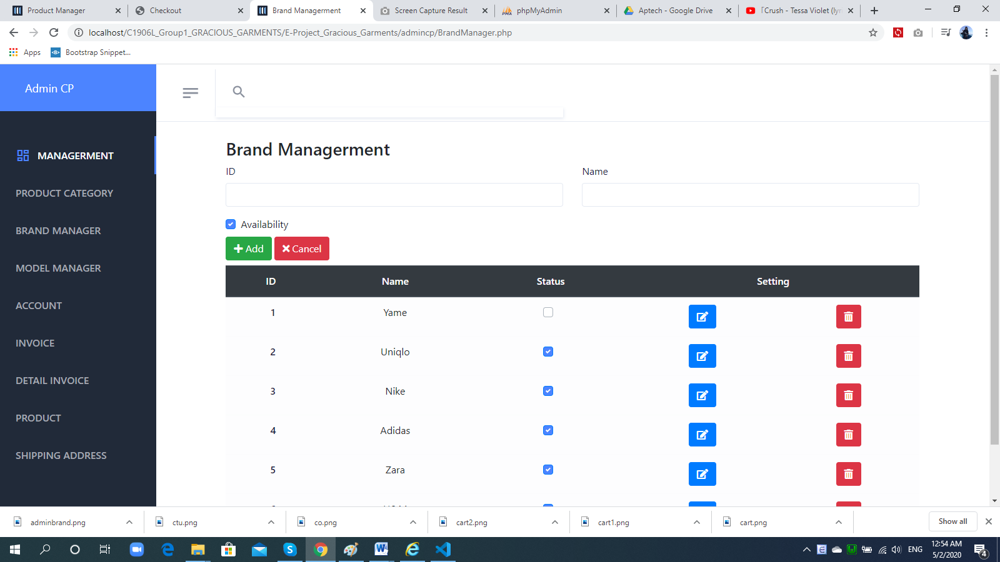 Product Manager
Checkout
Brand Managerment
Screen Capture Result
phpMyAdmin
Aptech - Google Drive
「Crush - Tessa Violet (lyr
localhost/C1906L_Group1_GRACIOUS_GARMENTS/E-Project_Gracious_Garments/admincp/BrandManager.php
Apps
Bootstrap Snippet...
Admin CP
MANAGERMENT
PRODUCT CATEGORY
BRAND MANAGER
MODEL MANAGER
ACCOUNT
INVOICE
DETAIL INVOICE
PRODUCT
SHIPPING ADDRESS
Brand Managerment
ID Name
Availability
Add Cancel
ID Name Status Setting
1 Yame
2 Uniqlo
3 Nike
4 Adidas
5 Zara
adminbrand.png
ctu.png
co.png
cart2.png
cart1.png
cart.png
Show all
ENG
12:54 AM
5/2/2020
4